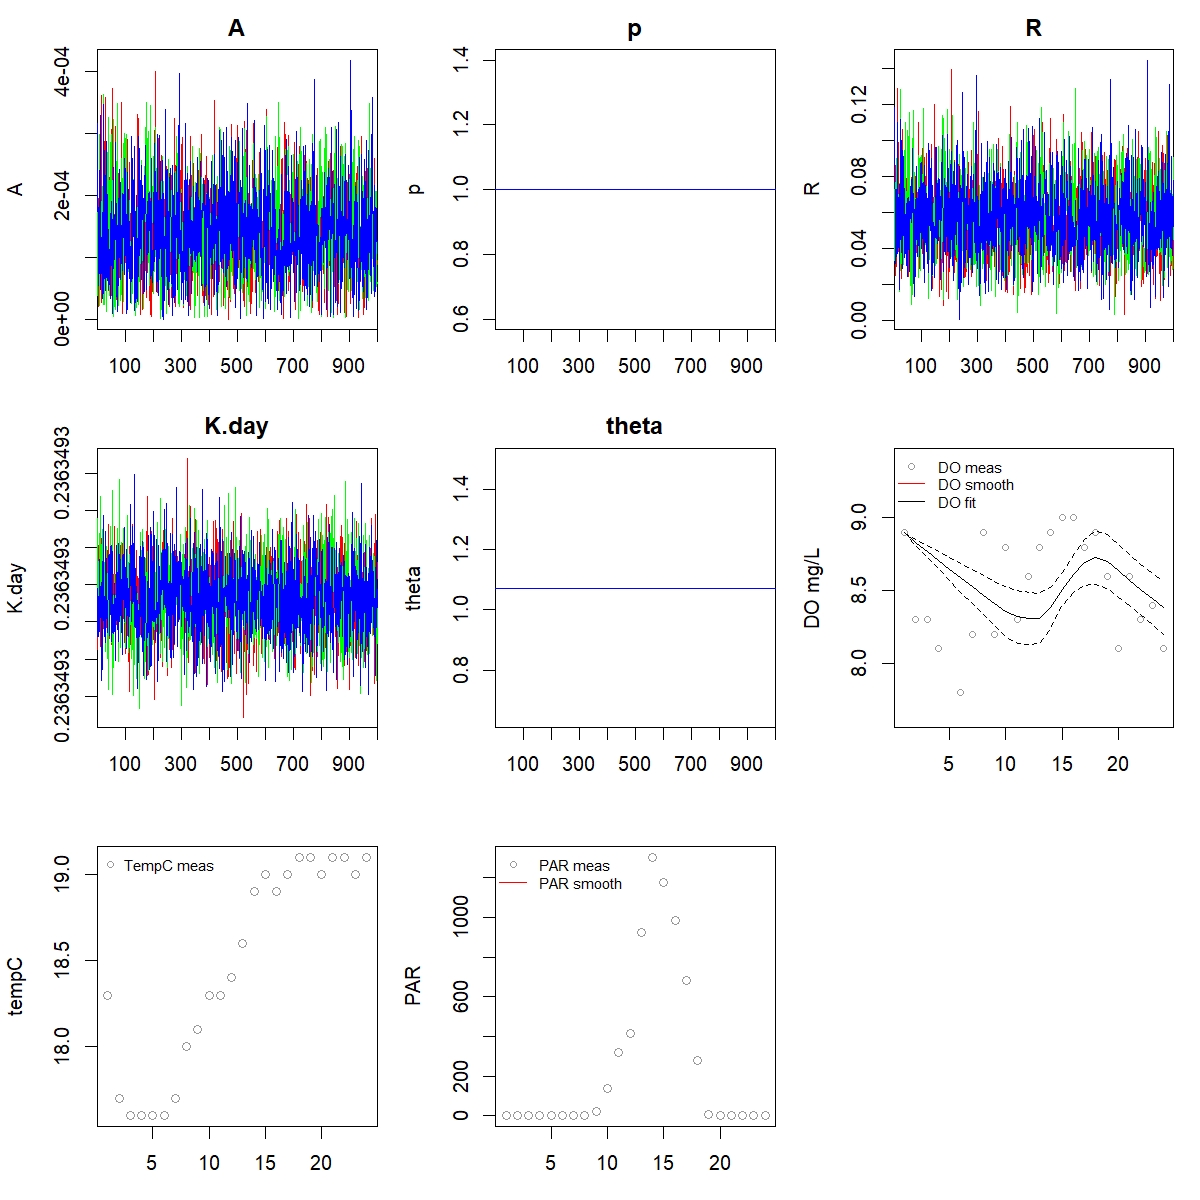 A
p
R
A
0e+00
2e-04
4e-04
100 300 500 700 900
p
0.6
0.8
1.0
1.2
1.4
100 300 500 700 900
R
0.00
0.04
0.08
0.12
100 300 500 700 900
K.day
theta
K.day
0.2363493
0.2363493
0.2363493
0.2363493
100 300 500 700 900
theta
0.8
1.0
1.2
1.4
100 300 500 700 900
DO meas
DO smooth
DO fit
DO mg/L
8.0
8.5
9.0
5 10 15 20
TempC meas
tempC
18.0
18.5
19.0
5 10 15 20
PAR meas
PAR smooth
PAR
0
200
600
1000
5 10 15 20